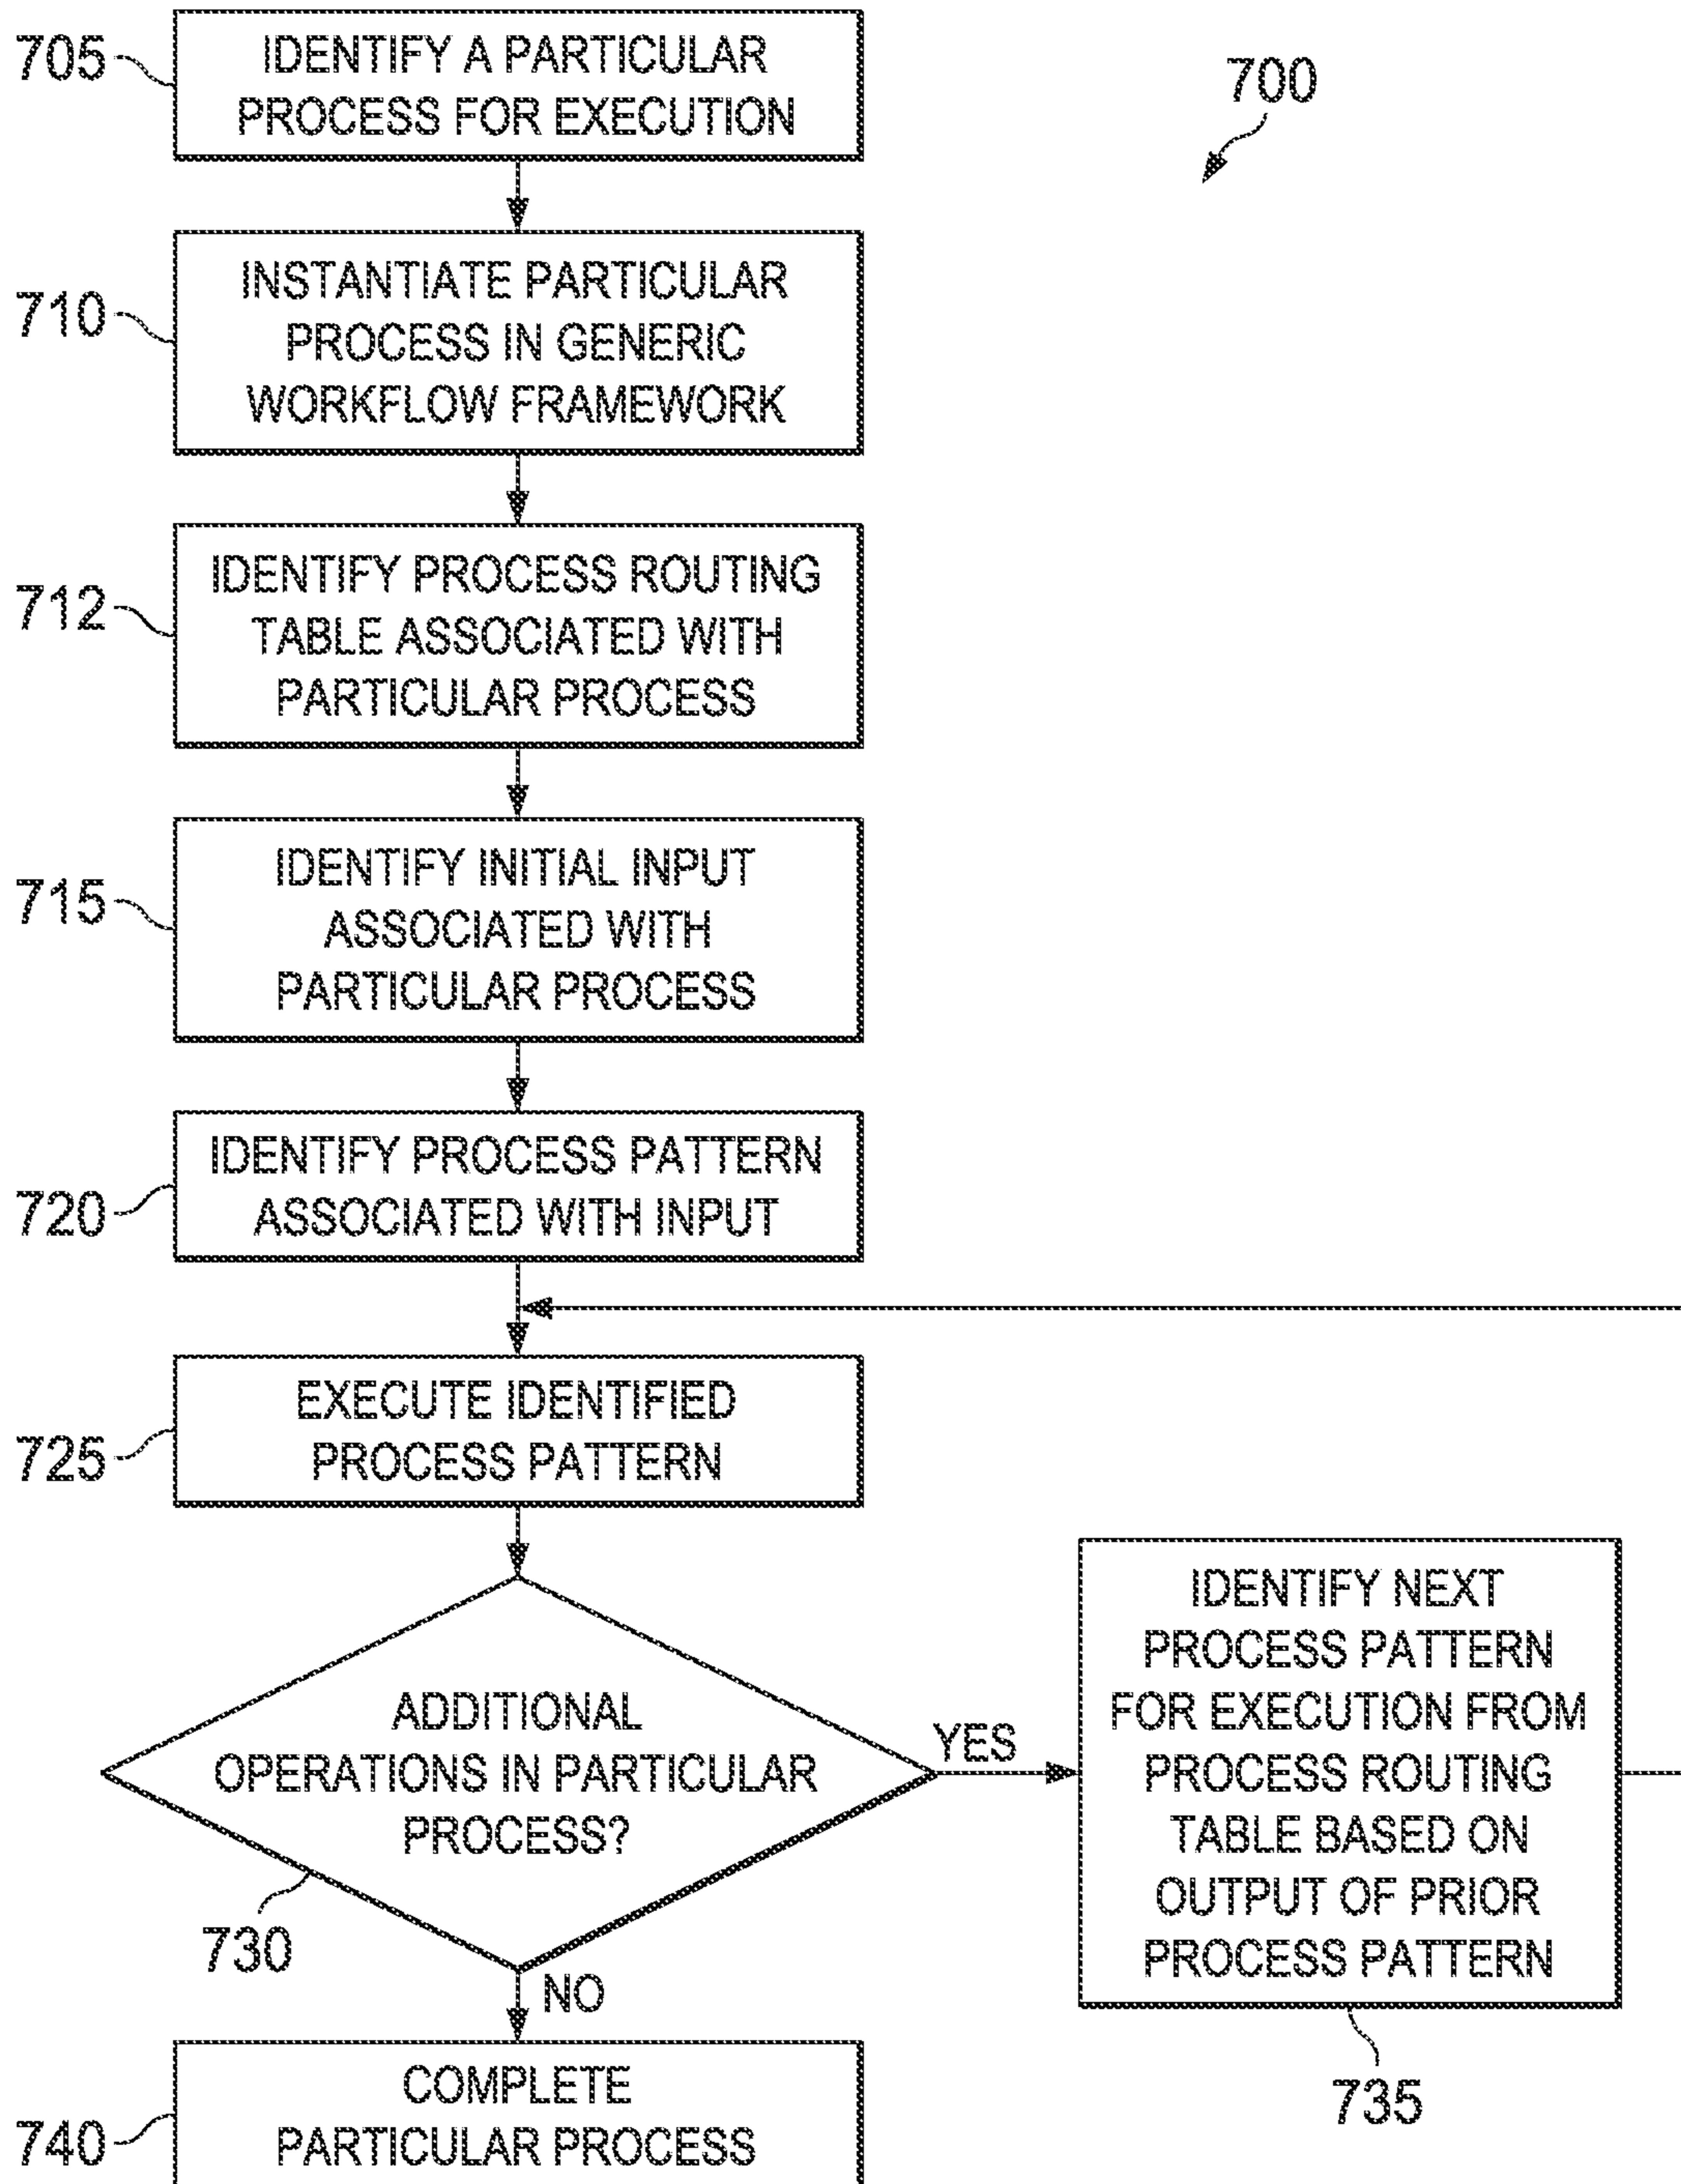 705
IDENTIFY A PARTICULAR
PROCESS FOR EXECUTION
700
710
INSTANTIATE PARTICULAR
PROCESS IN GENERIC
WORKFLOW FRAMEWORK
712
IDENTIFY PROCESS ROUTING
TABLE ASSOCIATED WITH
PARTICULAR PROCESS
715
IDENTIFY INITIAL INPUT
ASSOCIATED WITH
PARTICULAR PROCESS
720
IDENTIFY PROCESS PATTERN
ASSOCIATED WITH INPUT
725
EXECUTE IDENTIFIED
PROCESS PATTERN
ADDITIONAL
OPERATIONS IN PARTICULAR
PROCESS?
730
YES
IDENTIFY NEXT
PROCESS PATTERN
FOR EXECUTION FROM
PROCESS ROUTING
TABLE BASED ON
OUTPUT OF PRIOR
PROCESS PATTERN
735
NO
740
COMPLETE
PARTICULAR PROCESS